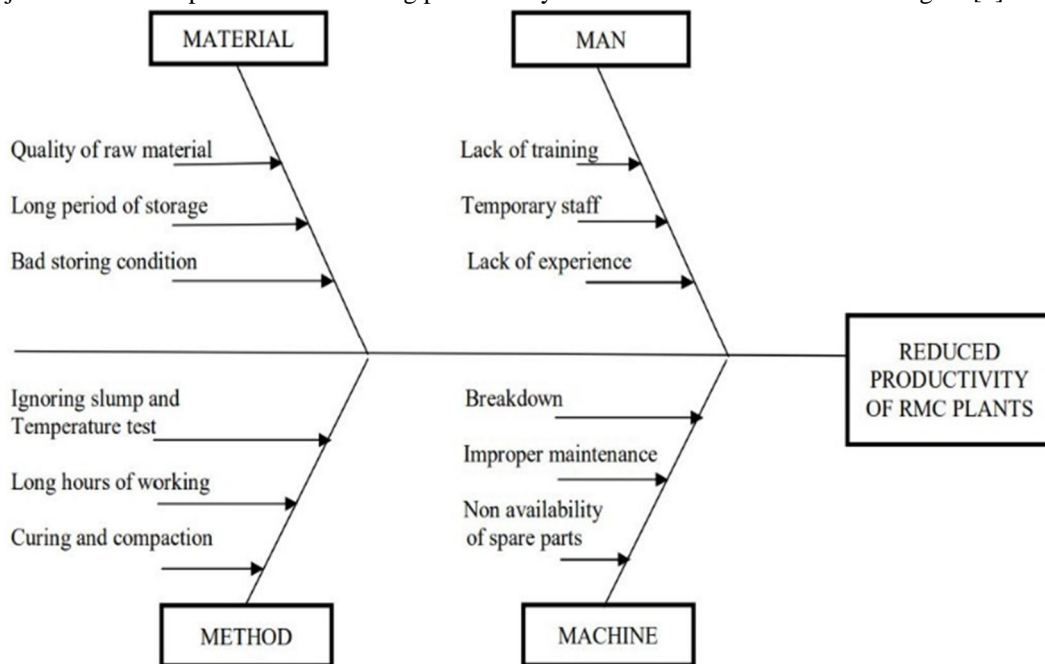 MATERIAL
MAN
Quality of raw material
Long period of storage
Bad storing condition
Lack of training
Temporary staff
Lack of experience
REDUCED
PRODUCTIVITY
OF RMC PLANTS
Ignoring slump and
Temperature test
Long hours of working
Curing and compaction
Breakdown
Improper maintenance
Non availability
of spare parts
METHOD
MACHINE